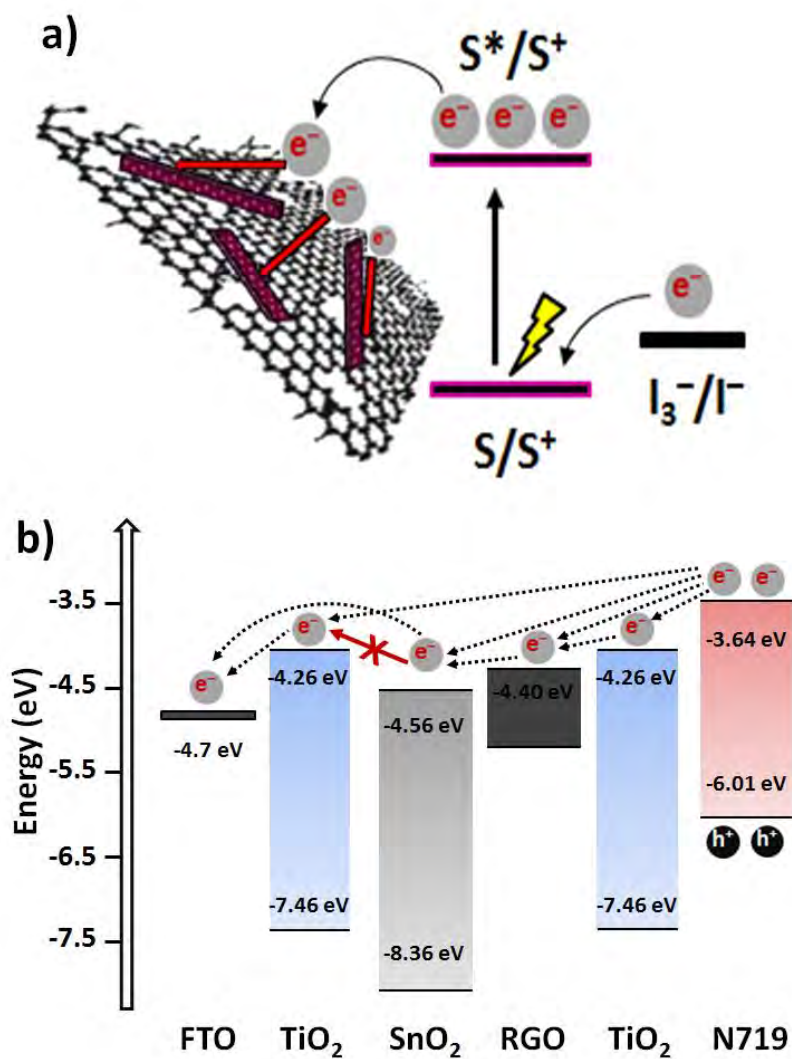 a)
S*/S⁺
e⁻ e⁻ e⁻
e⁻
e⁻
e⁻
e⁻
I₃⁻/I⁻
S/S⁺
b)
Energy (eV)
-3.5
-4.5
-5.5
-6.5
-7.5
e⁻ e⁻
e⁻
e⁻
e⁻
e⁻
e⁻
-3.64 eV
-4.26 eV
-4.40 eV
-4.26 eV
-4.56 eV
-4.7 eV
-6.01 eV
h⁺ h⁺
-7.46 eV
-7.46 eV
-8.36 eV
FTO TiO₂ SnO₂ RGO TiO₂ N719